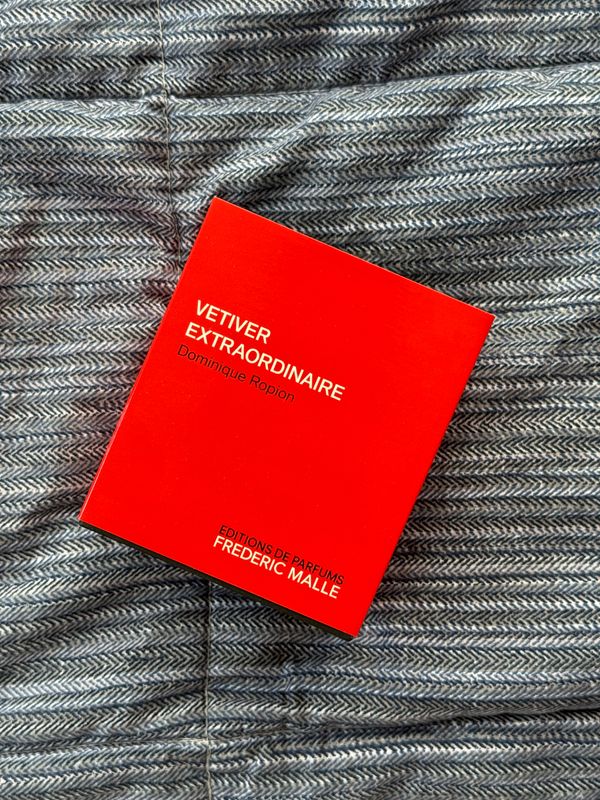 VETIVER
EXTRAORDINAIRE
Dominique Ropion
EDITIONS DE PARFUMS
FREDERIC MALLE